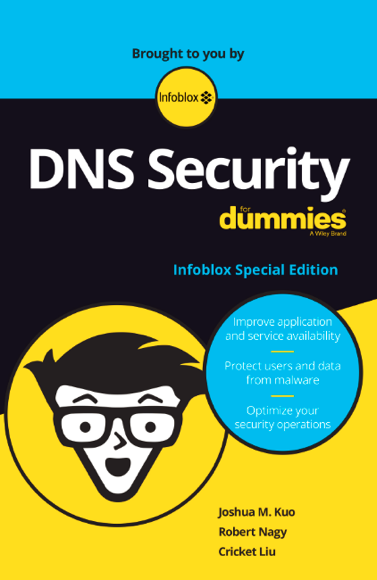 Brought to you by
Infoblox
DNS Security
for
dummies®
A Wiley Brand
Infoblox Special Edition
Improve application
and service availability
Protect users and data
from malware
Optimize your
security operations
Joshua M. Kuo
Robert Nagy
Cricket Liu